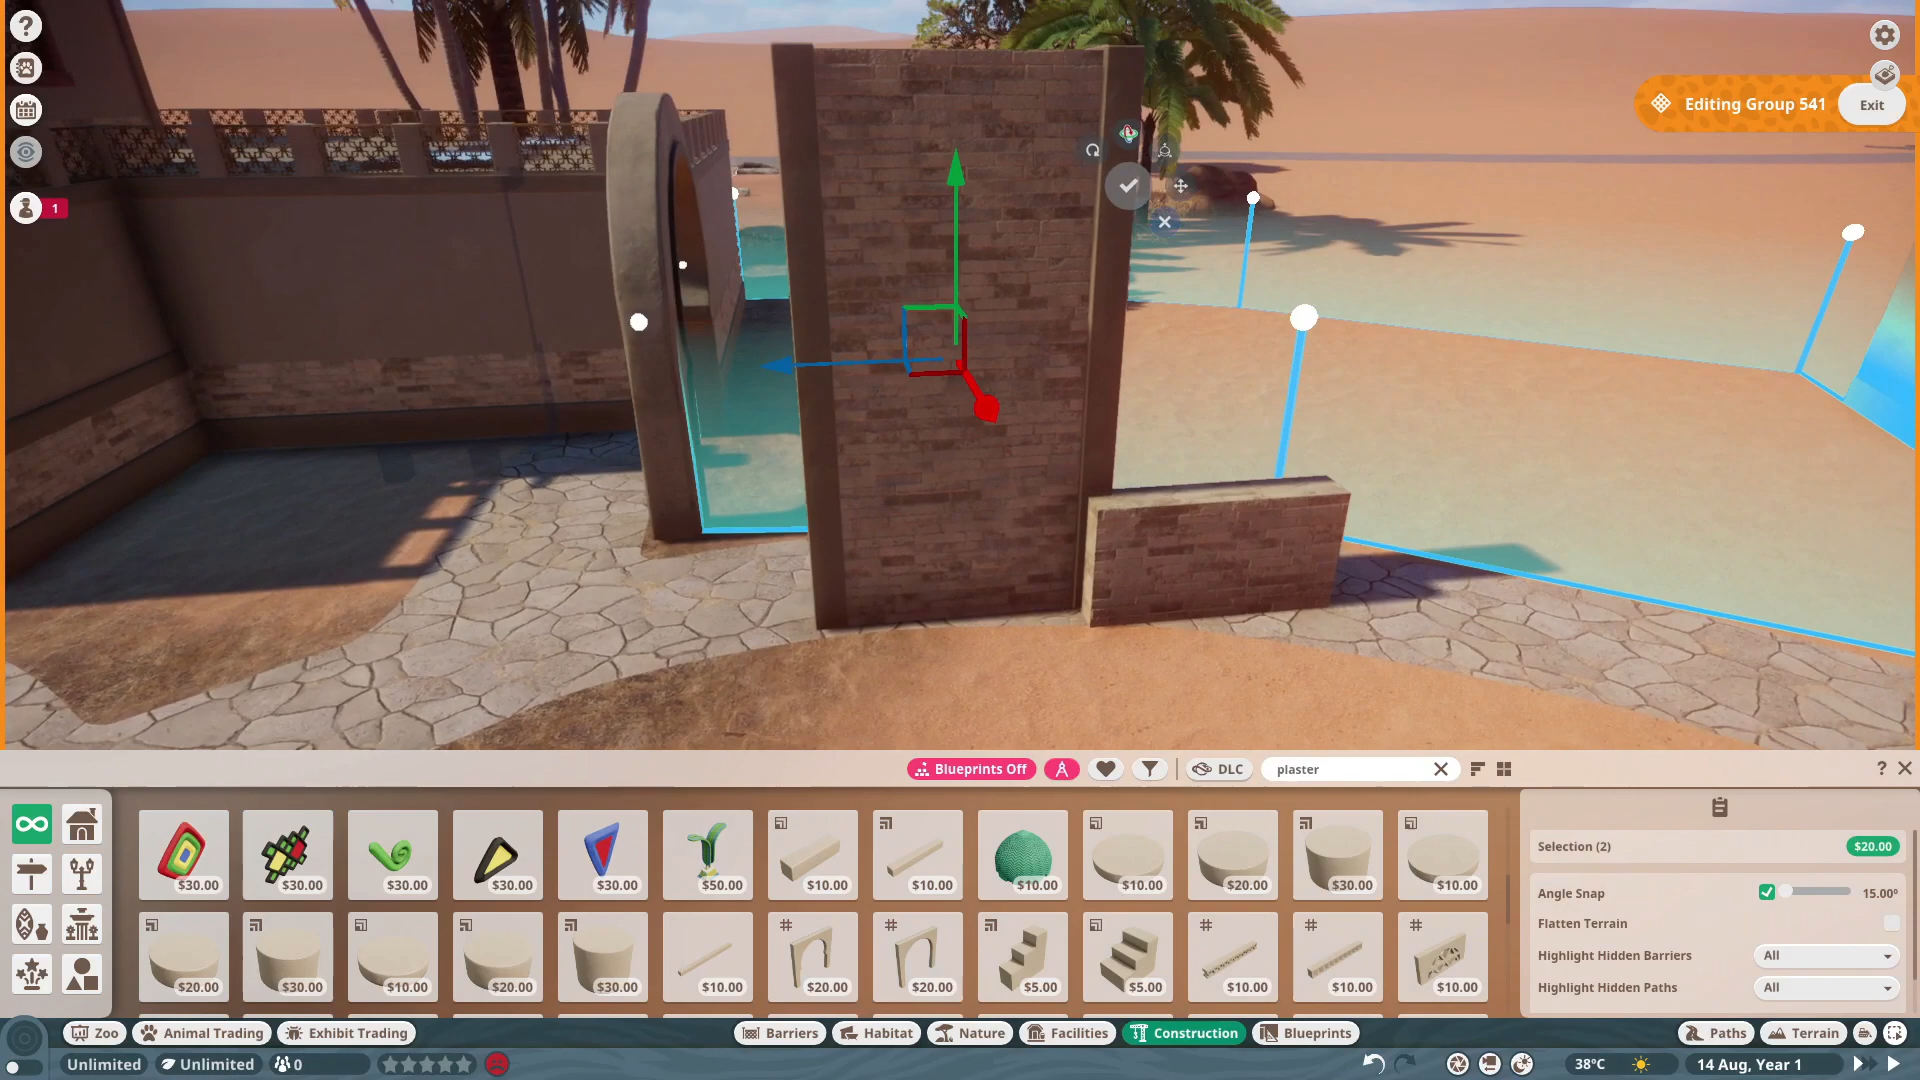 ?
1
Editing Group 541
Exit
Blueprints Off
DLC
plaster
?
$30.00
$30.00
$30.00
$30.00
$30.00
$50.00
$10.00
$10.00
$10.00
$10.00
$20.00
$30.00
$10.00
$20.00
$30.00
$10.00
$20.00
$30.00
$10.00
$20.00
$20.00
$5.00
$5.00
$10.00
$10.00
$10.00
Selection (2)
$20.00
Angle Snap
15.00°
Flatten Terrain
Highlight Hidden Barriers
All
Highlight Hidden Paths
All
Zoo
Animal Trading
Exhibit Trading
Barriers
Habitat
Nature
Facilities
Construction
Blueprints
Paths
Terrain
Unlimited
Unlimited
0
38°C
14 Aug, Year 1